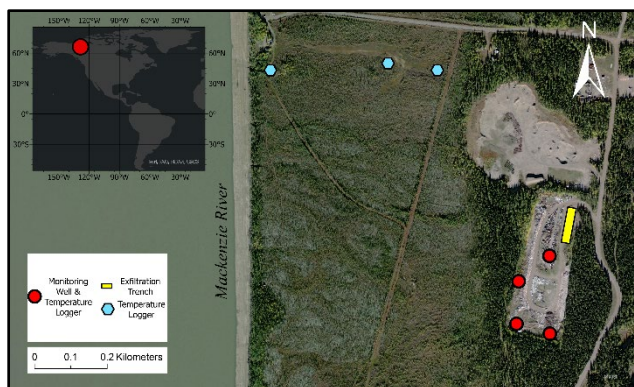 150°W 120°W 90°W 60°W 30°W
60°N
60°N
30°N
30°N
0°
0°
30°S
30°S
150°W 120°W 90°W 60°W 30°W
Mackenzie River
Monitoring
Well &
Temperature
Logger
Exfiltration
Trench
Temperature
Logger
0 0.1 0.2 Kilometers